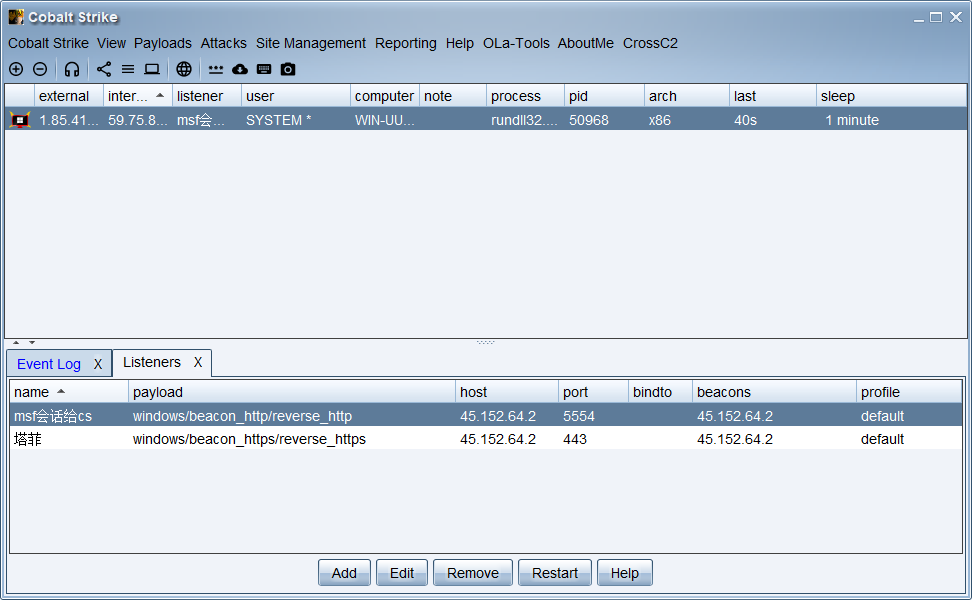 Cobalt Strike
Cobalt Strike View Payloads Attacks Site Management Reporting Help OLa-Tools AboutMe CrossC2
external inter... listener user computer note process pid arch last sleep
1.85.41... 59.75.8... msf会... SYSTEM * WIN-UU... rundll32.... 50968 x86 40s 1 minute
Event Log X Listeners X
name payload host port bindto beacons profile
msf会话给cs windows/beacon_http/reverse_http 45.152.64.2 5554 45.152.64.2 default
塔菲 windows/beacon_https/reverse_https 45.152.64.2 443 45.152.64.2 default
Add Edit Remove Restart Help